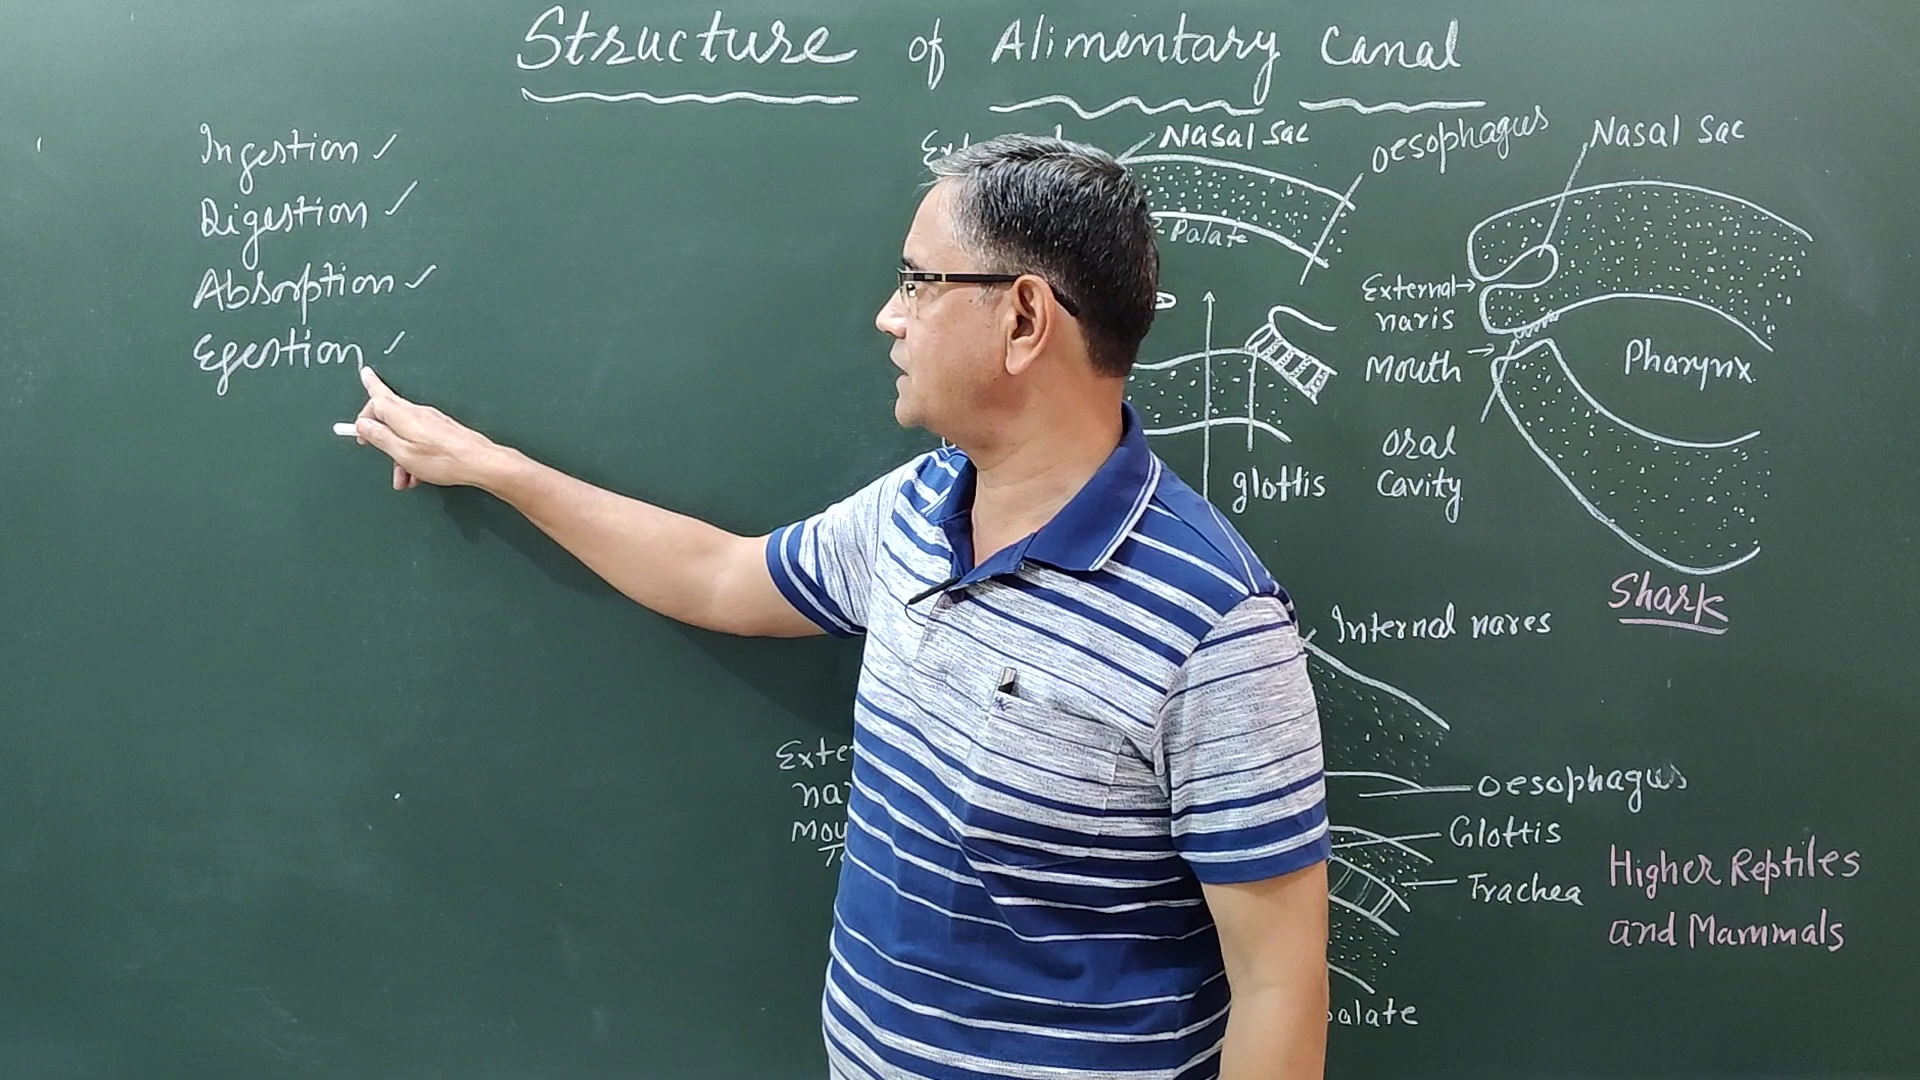 Structure of Alimentary Canal
Ingestion ✓
Digestion ✓
Absorption ✓
Egestion ✓
Nasal Sac
Oesophagus
Palate
glottis
Nasal Sac
External
naris
Mouth
Oral
Cavity
Pharynx
Shark
Internal nares
Oesophagus
Glottis
Trachea
Higher Reptiles
and Mammals